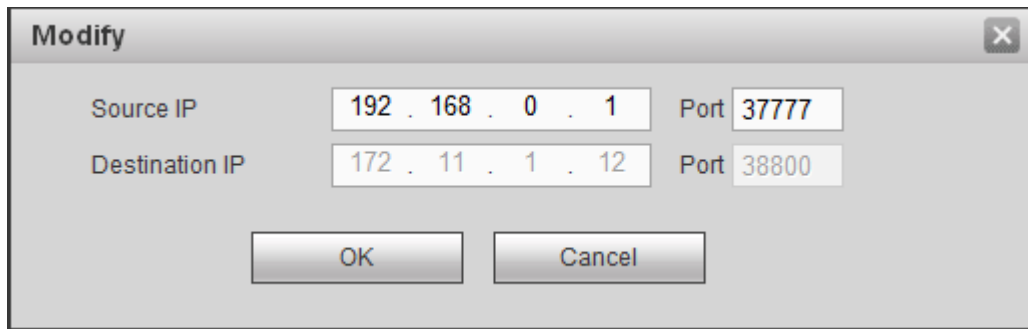 Modify
Source IP 192 . 168 . 0 . 1 Port 37777
Destination IP 172 . 11 . 1 . 12 Port 38800
OK Cancel